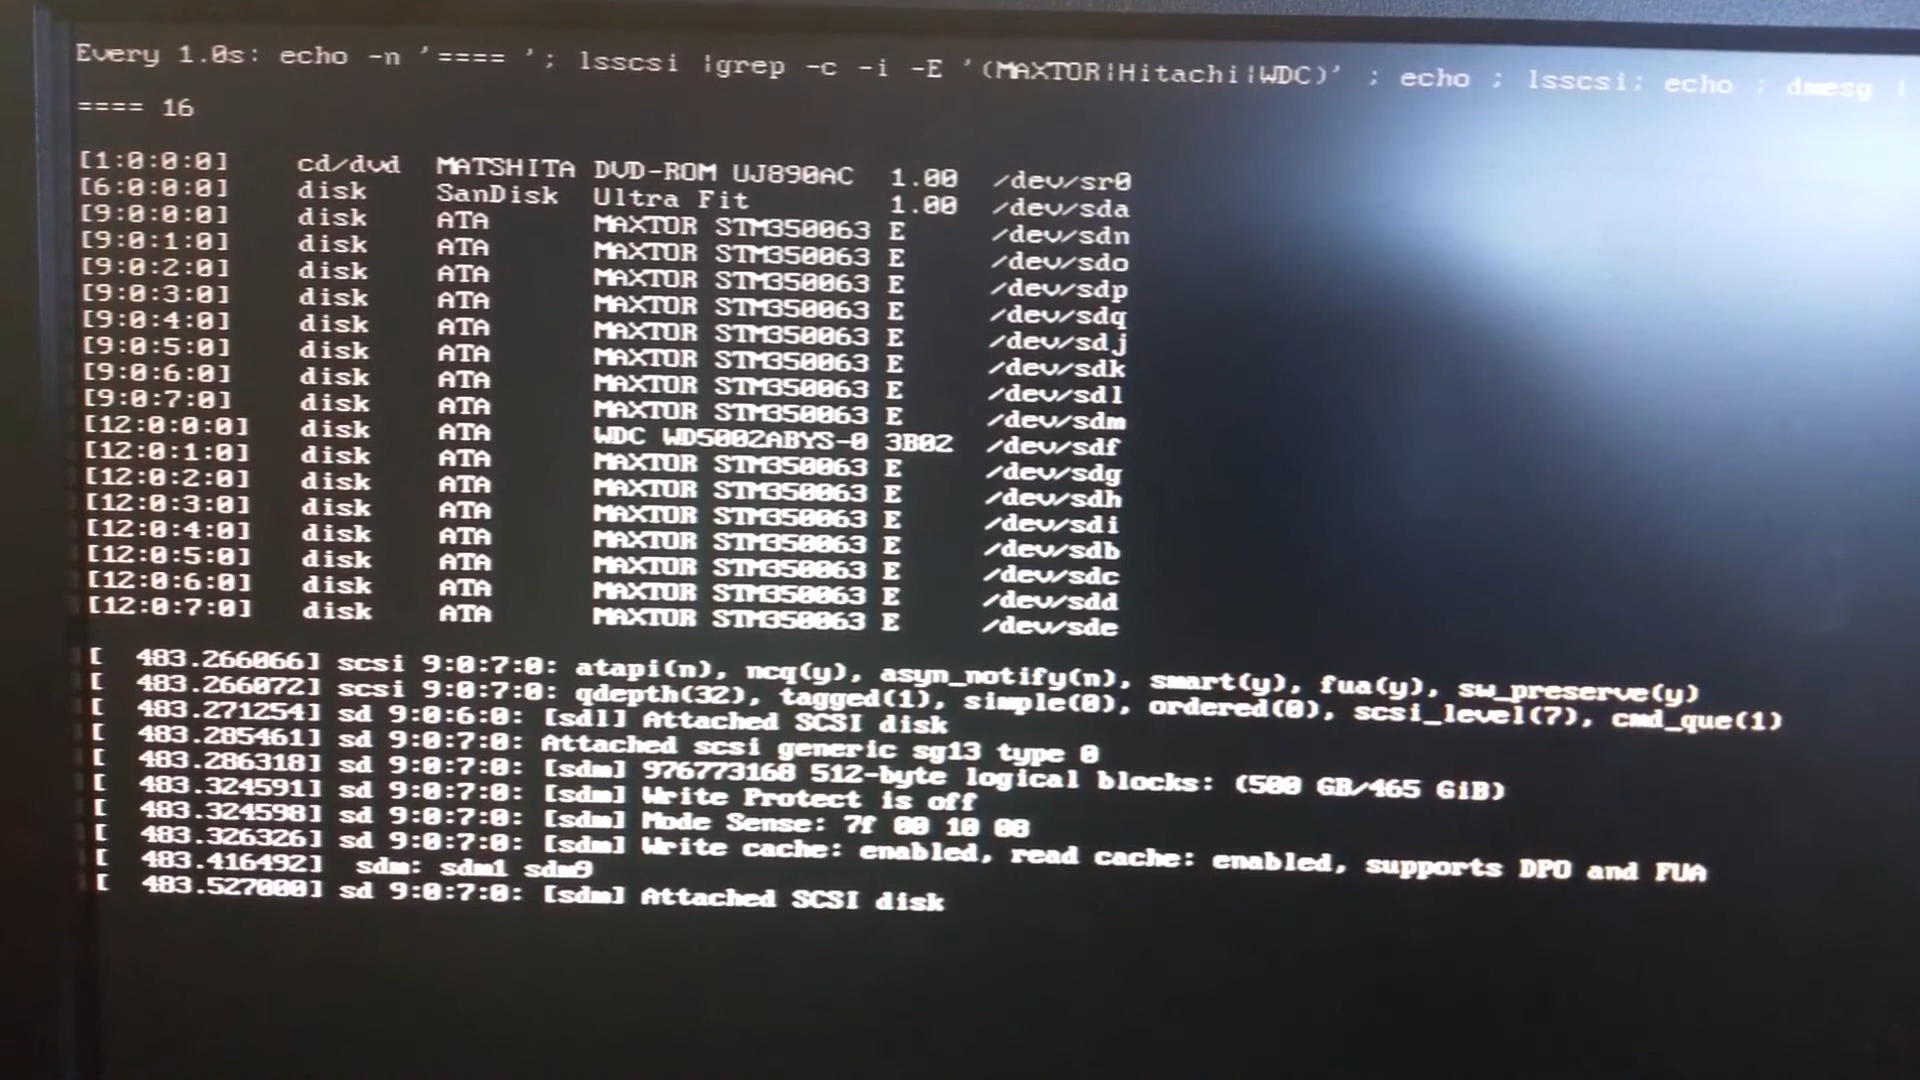 Every 1.0s: echo -n '==== '; lsscsi |grep -c -i -E '(MAXTOR|Hitachi|WDC)' ; echo ; lsscsi; echo ; dmesg |
==== 16
[1:0:0:0] cd/dvd MATSHITA DVD-ROM UJ890AC 1.00 /dev/sr0
[6:0:0:0] disk SanDisk Ultra Fit 1.00 /dev/sda
[9:0:0:0] disk ATA MAXTOR STM350063 E /dev/sdn
[9:0:1:0] disk ATA MAXTOR STM350063 E /dev/sdo
[9:0:2:0] disk ATA MAXTOR STM350063 E /dev/sdp
[9:0:3:0] disk ATA MAXTOR STM350063 E /dev/sdq
[9:0:4:0] disk ATA MAXTOR STM350063 E /dev/sdj
[9:0:5:0] disk ATA MAXTOR STM350063 E /dev/sdk
[9:0:6:0] disk ATA MAXTOR STM350063 E /dev/sdl
[9:0:7:0] disk ATA MAXTOR STM350063 E /dev/sdm
[12:0:0:0] disk ATA WDC WD5002ABYS-0 3B02 /dev/sdf
[12:0:1:0] disk ATA MAXTOR STM350063 E /dev/sdg
[12:0:2:0] disk ATA MAXTOR STM350063 E /dev/sdh
[12:0:3:0] disk ATA MAXTOR STM350063 E /dev/sdi
[12:0:4:0] disk ATA MAXTOR STM350063 E /dev/sdb
[12:0:5:0] disk ATA MAXTOR STM350063 E /dev/sdc
[12:0:6:0] disk ATA MAXTOR STM350063 E /dev/sdd
[12:0:7:0] disk ATA MAXTOR STM350063 E /dev/sde
[ 483.266066] scsi 9:0:7:0: atapi(n), ncq(y), asyn_notify(n), smart(y), fua(y), sw_preserve(y)
[ 483.266072] scsi 9:0:7:0: qdepth(32), tagged(1), simple(0), ordered(0), scsi_level(7), cmd_que(1)
[ 483.271254] sd 9:0:6:0: [sdl] Attached SCSI disk
[ 483.285461] sd 9:0:7:0: Attached scsi generic sg13 type 0
[ 483.286318] sd 9:0:7:0: [sdm] 976773168 512-byte logical blocks: (500 GB/465 GiB)
[ 483.324591] sd 9:0:7:0: [sdm] Write Protect is off
[ 483.324598] sd 9:0:7:0: [sdm] Mode Sense: 7f 00 10 08
[ 483.326326] sd 9:0:7:0: [sdm] Write cache: enabled, read cache: enabled, supports DPO and FUA
[ 483.416492] sdm: sdm1 sdm9
[ 483.527080] sd 9:0:7:0: [sdm] Attached SCSI disk